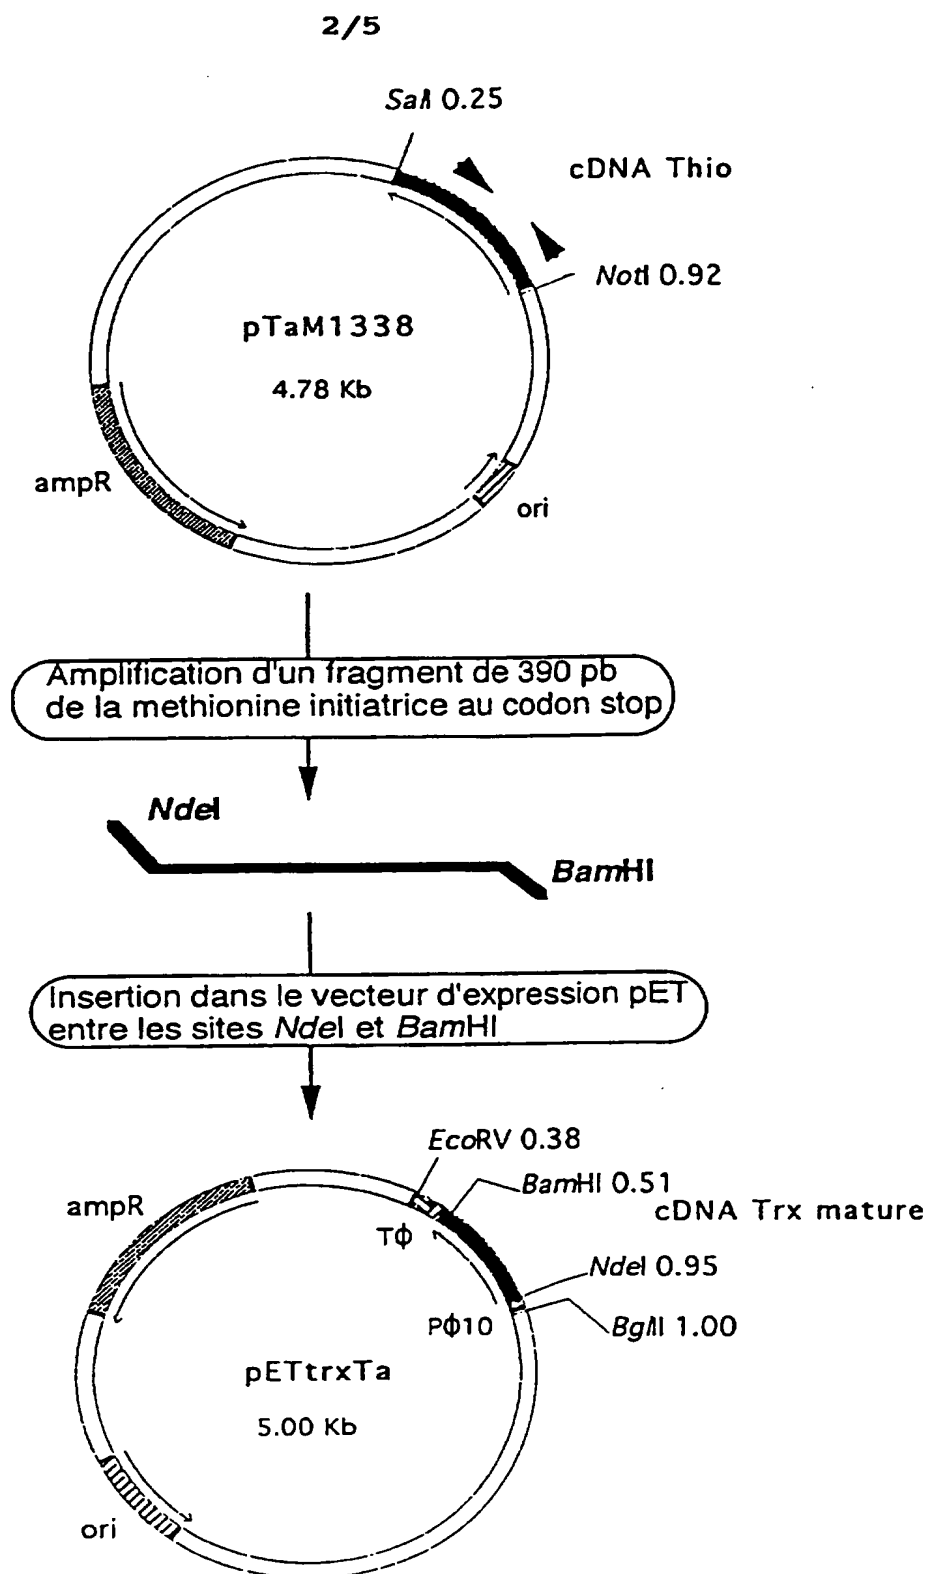 2/5
SalI 0.25
cDNA Thio
NotI 0.92
pTaM1338
4.78 Kb
ampR
ori
Amplification d'un fragment de 390 pb
de la methionine initiatrice au codon stop
NdeI
BamHI
Insertion dans le vecteur d'expression pET
entre les sites NdeI et BamHI
EcoRV 0.38
BamHI 0.51
ampR
cDNA Trx mature
TΦ
NdeI 0.95
PΦ10
BglII 1.00
pETtrxTa
5.00 Kb
ori